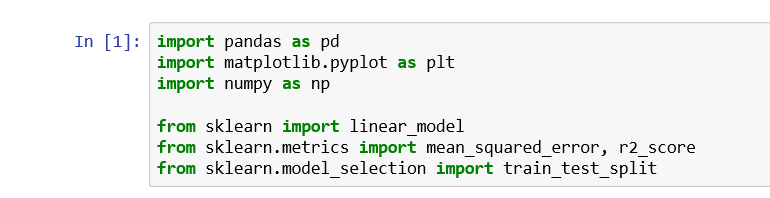 In [1]: import pandas as pd
import matplotlib.pyplot as plt
import numpy as np
from sklearn import linear_model
from sklearn.metrics import mean_squared_error, r2_score
from sklearn.model_selection import train_test_split